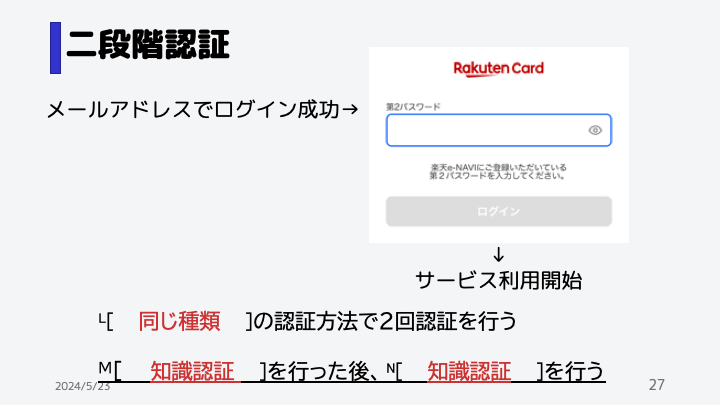 二段階認証
Rakuten Card
メールアドレスでログイン成功→
第2パスワード
楽天e-NAVIにご登録いただいている
第２パスワードを入力してください。
ログイン
↓
サービス利用開始
L[ 同じ種類 ]の認証方法で2回認証を行う
M[ 知識認証 ]を行った後、N[ 知識認証 ]を行う
2024/5/23
27